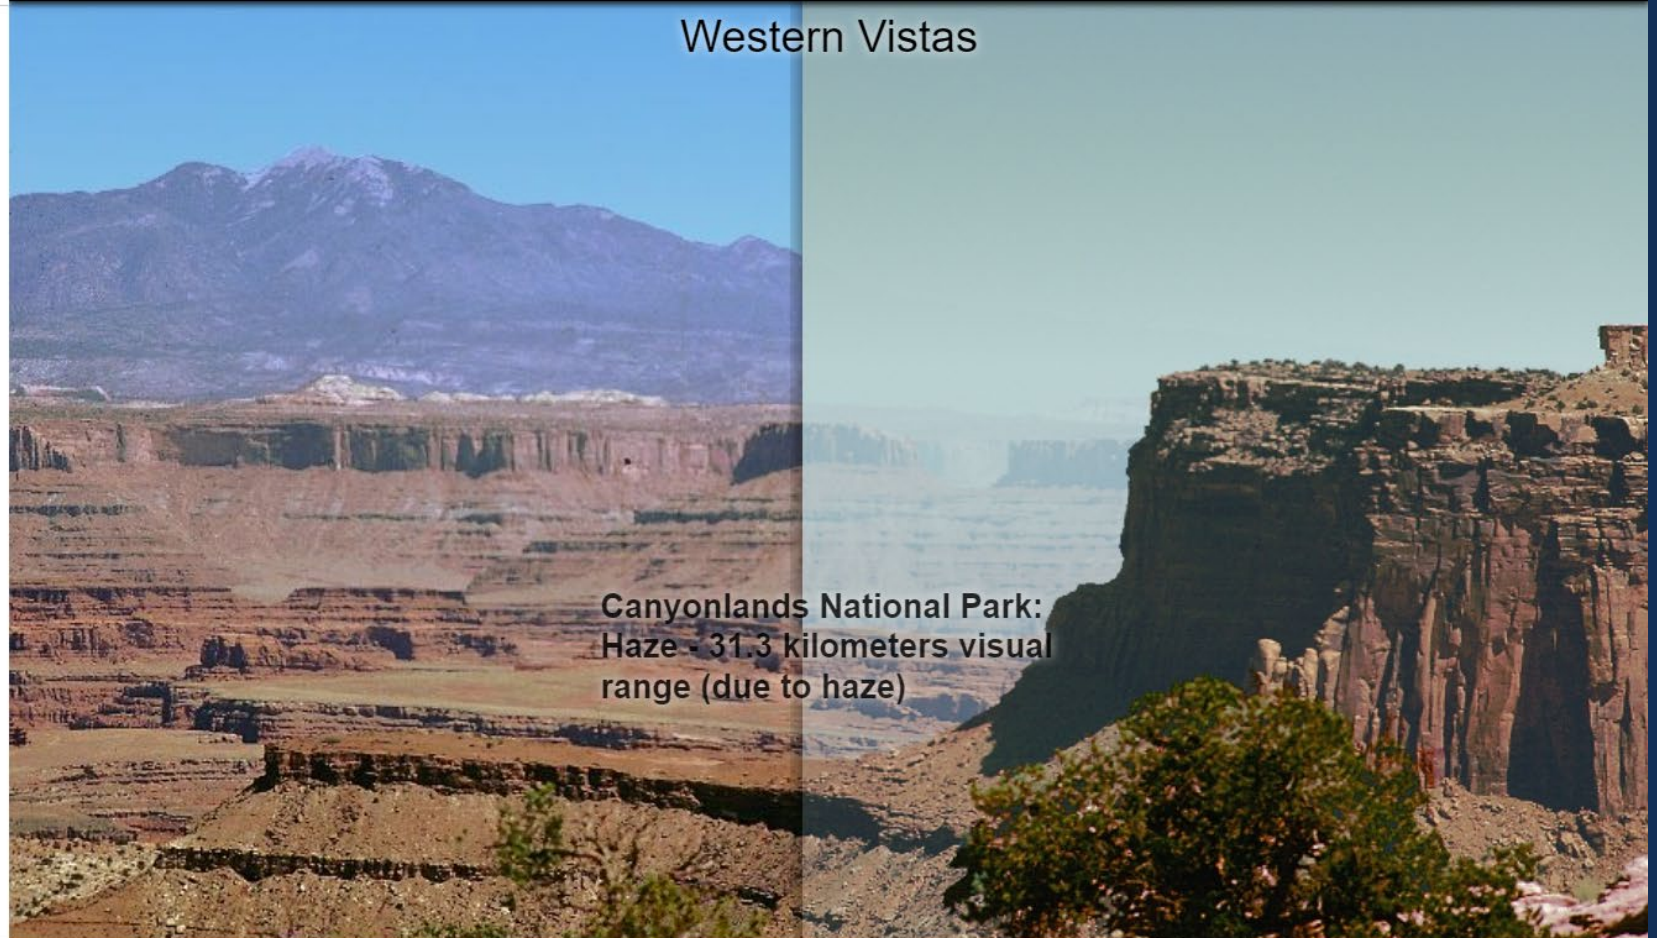 Western Vistas
Canyonlands National Park:
Haze - 31.3 kilometers visual
range (due to haze)